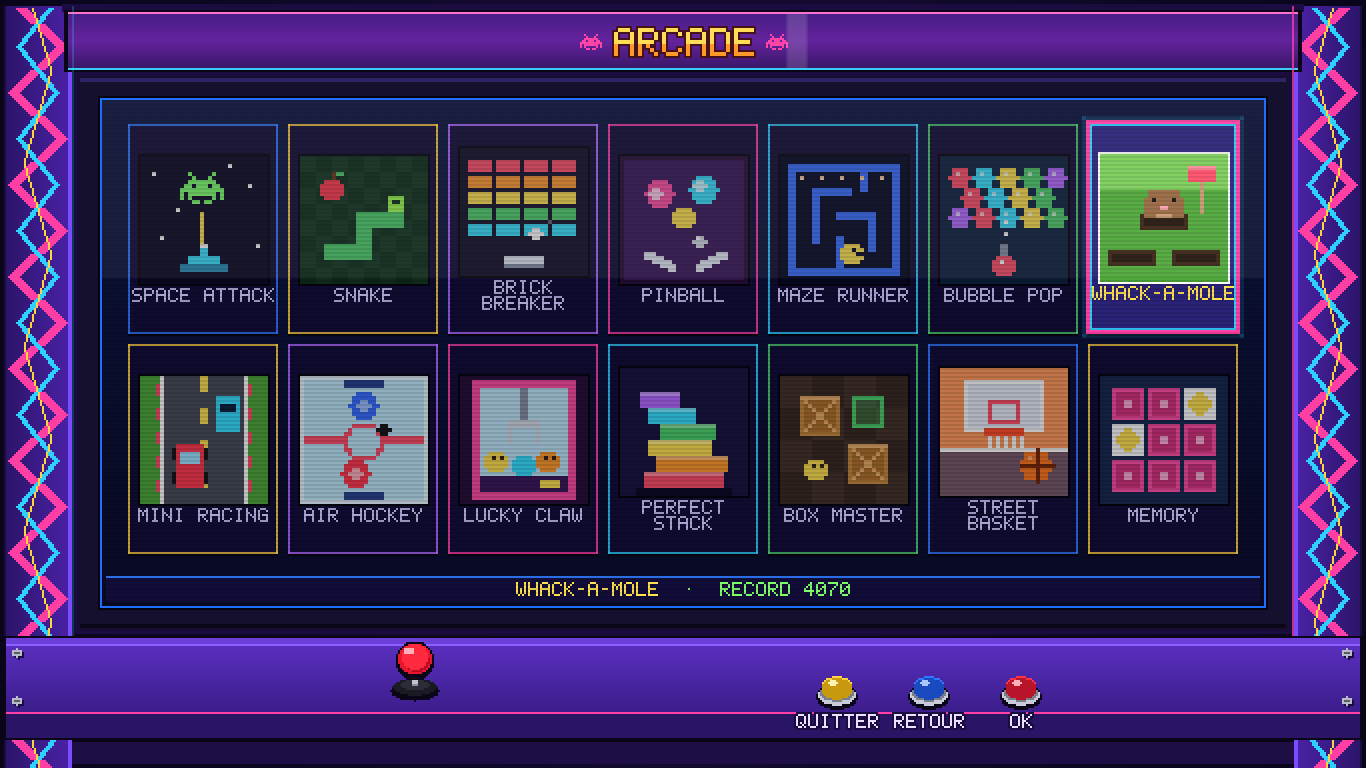 ARCADE
SPACE ATTACK
SNAKE
BRICK
BREAKER
PINBALL
MAZE RUNNER
BUBBLE POP
WHACK-A-MOLE
MINI RACING
AIR HOCKEY
LUCKY CLAW
PERFECT
STACK
BOX MASTER
STREET
BASKET
MEMORY
WHACK-A-MOLE · RECORD 4070
QUITTER RETOUR OK